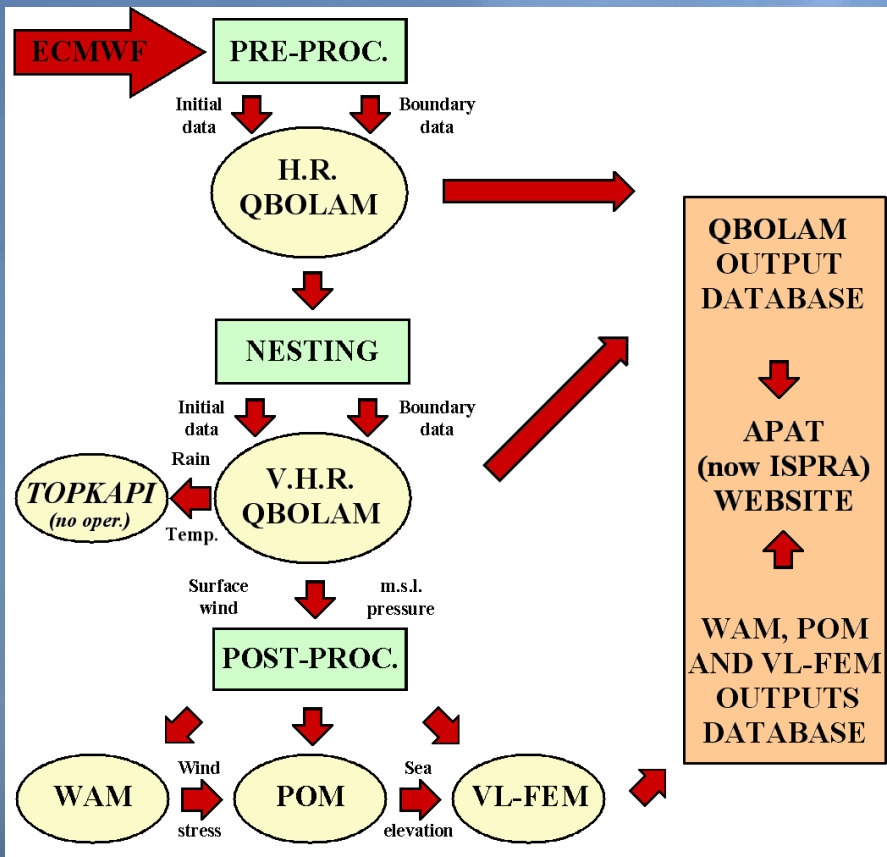 ECMWF
PRE-PROC.
Initial
data
Boundary
data
H.R.
QBOLAM
NESTING
Initial
data
Boundary
data
Rain
TOPKAPI
(no oper.)
Temp.
V.H.R.
QBOLAM
Surface
wind
m.s.l.
pressure
POST-PROC.
WAM
Wind
stress
POM
Sea
elevation
VL-FEM
QBOLAM
OUTPUT
DATABASE
APAT
(now ISPRA)
WEBSITE
WAM, POM
AND VL-FEM
OUTPUTS
DATABASE